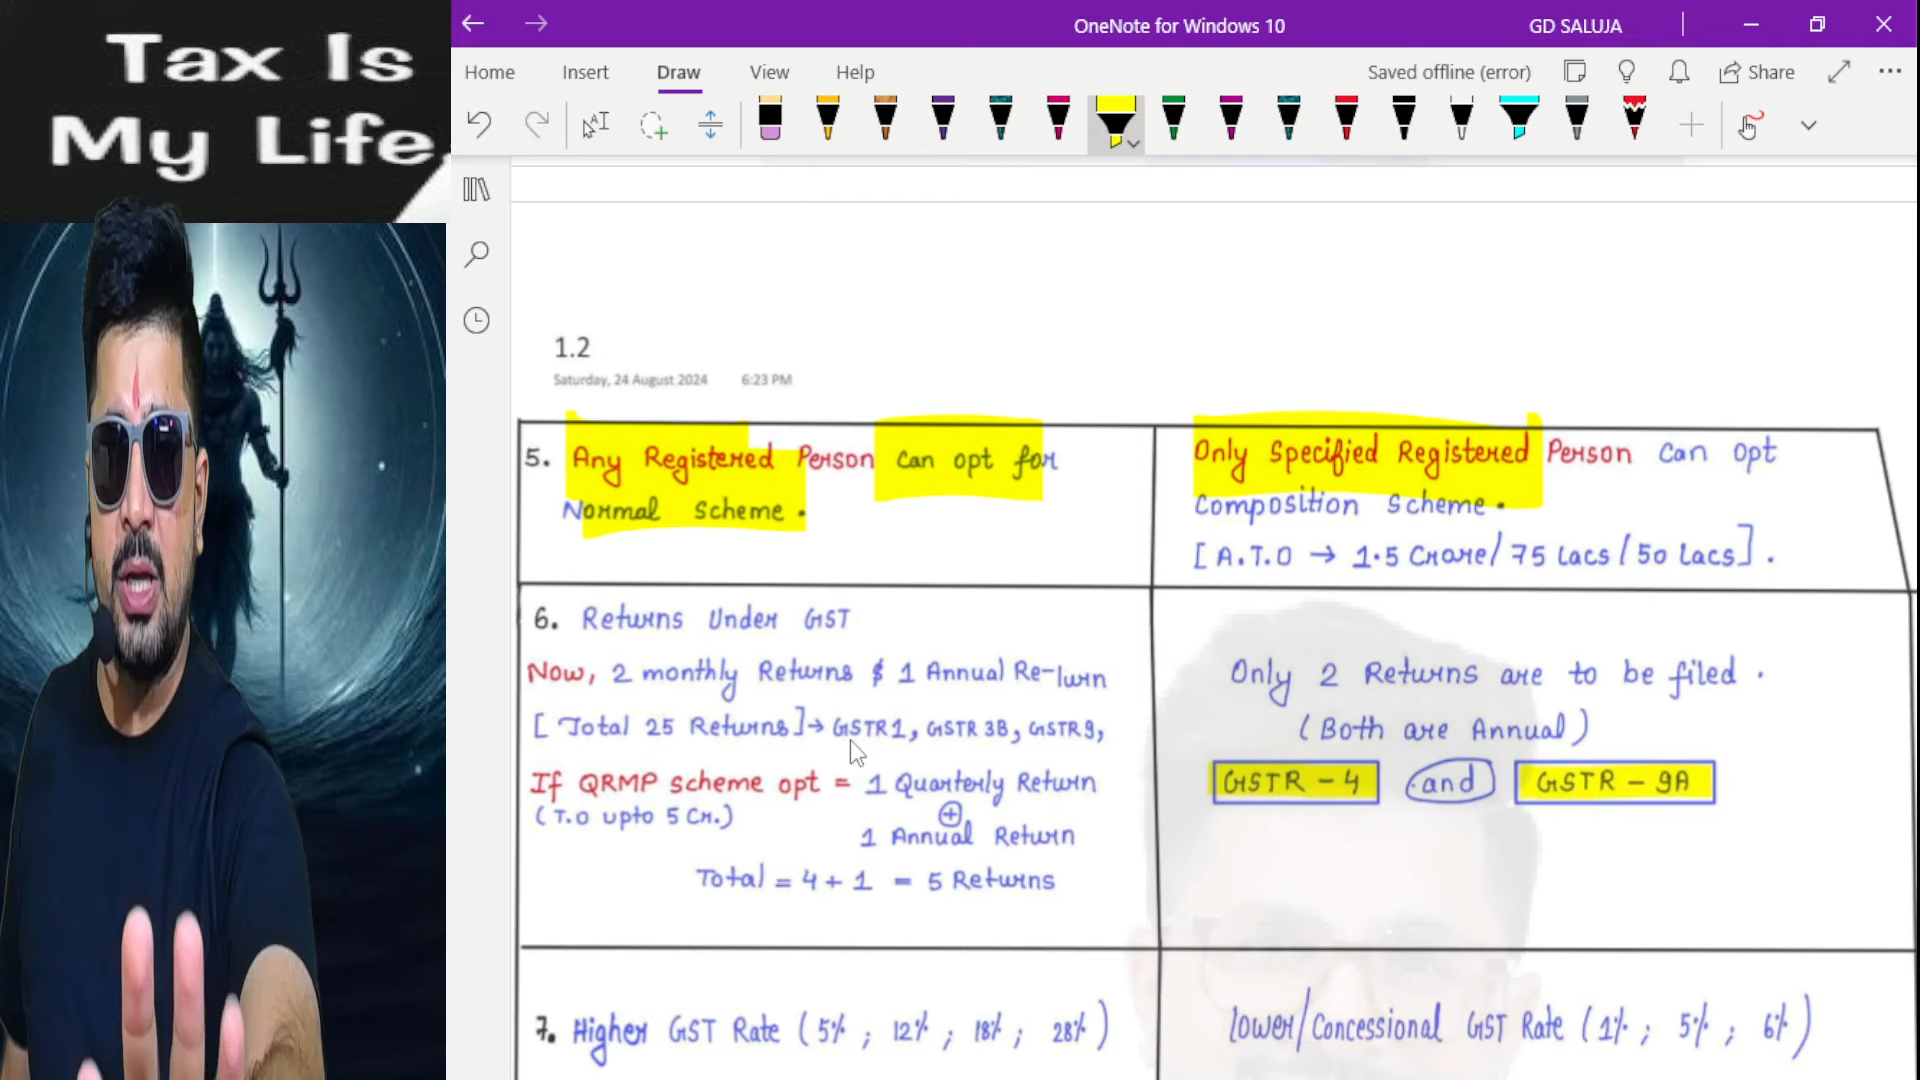 Tax Is
My Life.
OneNote for Windows 10
GD SALUJA
Home
Insert
Draw
View
Help
Saved offline (error)
Share
1.2
Saturday, 24 August 2024
6:23 PM
5. Any Registered Person Can opt for
Normal Scheme.
Only Specified Registered Person Can opt
Composition Scheme.
[A.T.O → 1.5 Crore/ 75 Lacs / 50 Lacs].
6. Returns Under GST
Now, 2 monthly Returns $ 1 Annual Re-turn
[Total 25 Returns]→ GSTR1, GSTR 3B, GSTR9,
If QRMP scheme opt = 1 Quarterly Return
(T.O upto 5 Cr.)
⊕
1 Annual Return
Total = 4 + 1 = 5 Returns
Only 2 Returns are to be filed.
(Both are Annual)
GSTR - 4 and GSTR - 9A
7. Higher GST Rate (5% ; 12% ; 18% ; 28%)
Lower/Concessional GST Rate (1% ; 5% ; 6%)